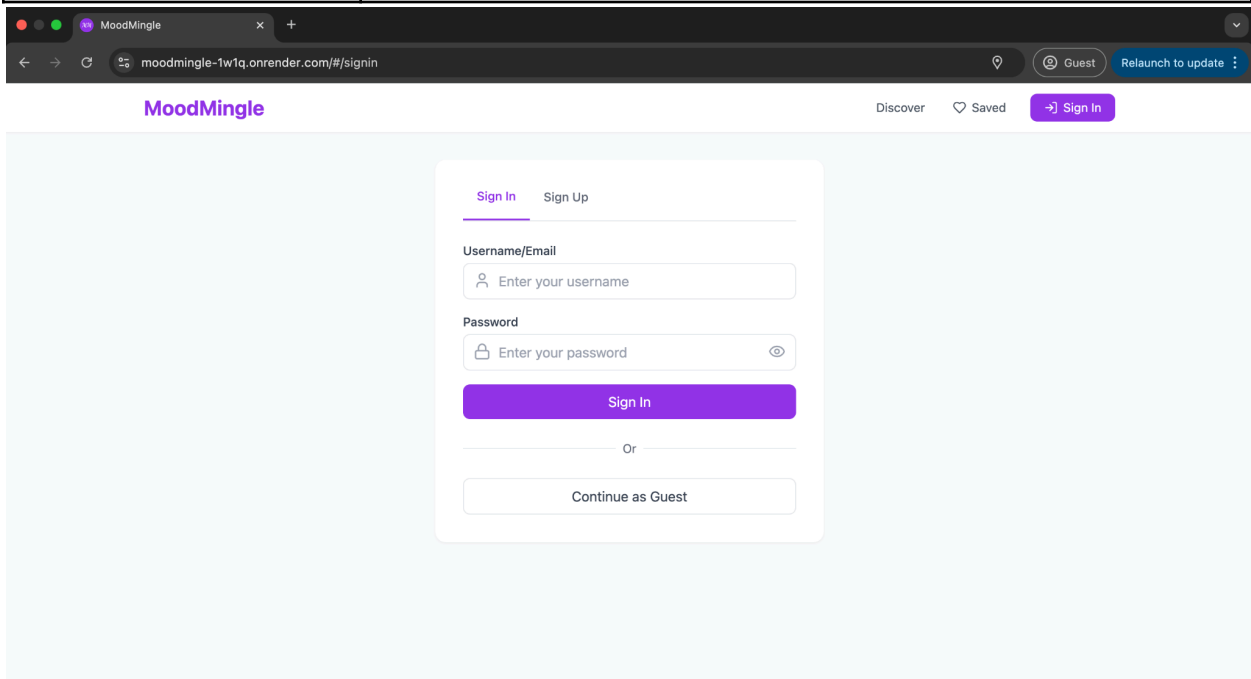 MoodMingle
moodmingle-1w1q.onrender.com/#/signin
Guest
Relaunch to update
MoodMingle
Discover
Saved
Sign In
Sign In
Sign Up
Username/Email
Enter your username
Password
Enter your password
Sign In
Or
Continue as Guest